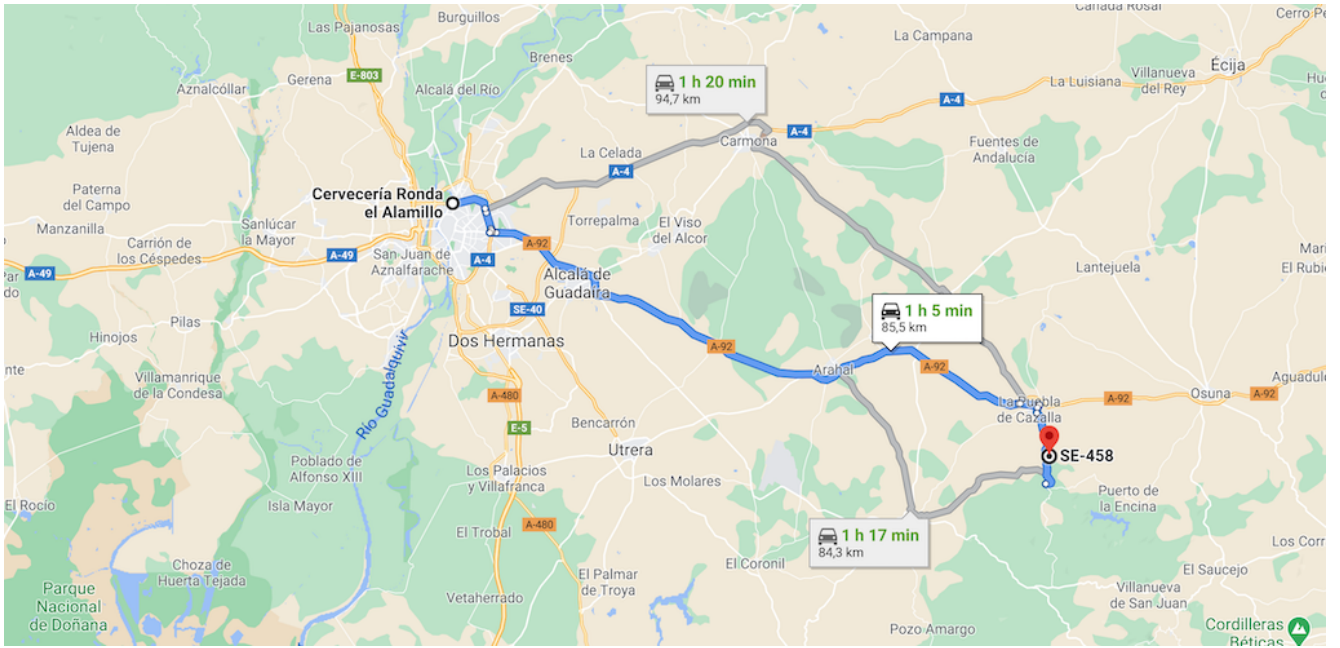 Canada Rosal
Cerro P
Burguillos
Las Pajanosas
La Campana
Écija
E-803
Brenes
1 h 20 min
94,7 km
La Luisiana
Villanueva
del Rey
Gerena
Alcalá del Río
Aznalcóllar
A-4
Hu
de
Aldea de
Tujena
A-4
Carmona
La Celada
A-4
Fuentes de
Andalucía
Paterna
del Campo
Cervecería Ronda
el Alamillo
Manzanilla
Sanlúcar
la Mayor
Torrepalma
El Viso
del Alcor
Carrión de
los Céspedes
A-49
San Juan de
Aznalfarache
A-4
A-92
Mari
El Rubio
A-49
Par
do
Lantejuela
Alcalá de
Guadaíra
SE-40
1 h 5 min
85,5 km
Hinojos
Pilas
Río Guadalquivir
Dos Hermanas
A-92
Arahal
A-92
nte
Villamanrique
de la Condesa
Aguadulc
Osuna
A-480
A-92
A-92
La Puebla
de Cazalla
E-5
Bencarrón
Utrera
SE-458
Poblado de
Alfonso XIII
Los Palacios
y Villafranca
Los Molares
Puerto de
la Encina
El Rocío
Isla Mayor
El Trobal
A-480
1 h 17 min
84,3 km
Los Corr
Choza de
Huerta Tejada
El Coronil
El Saucejo
El Palmar
de Troya
Parque
Nacional
de Doñana
Vetaherrado
Villanueva
de San Juan
Pozo Amargo
Cordilleras
Béticas